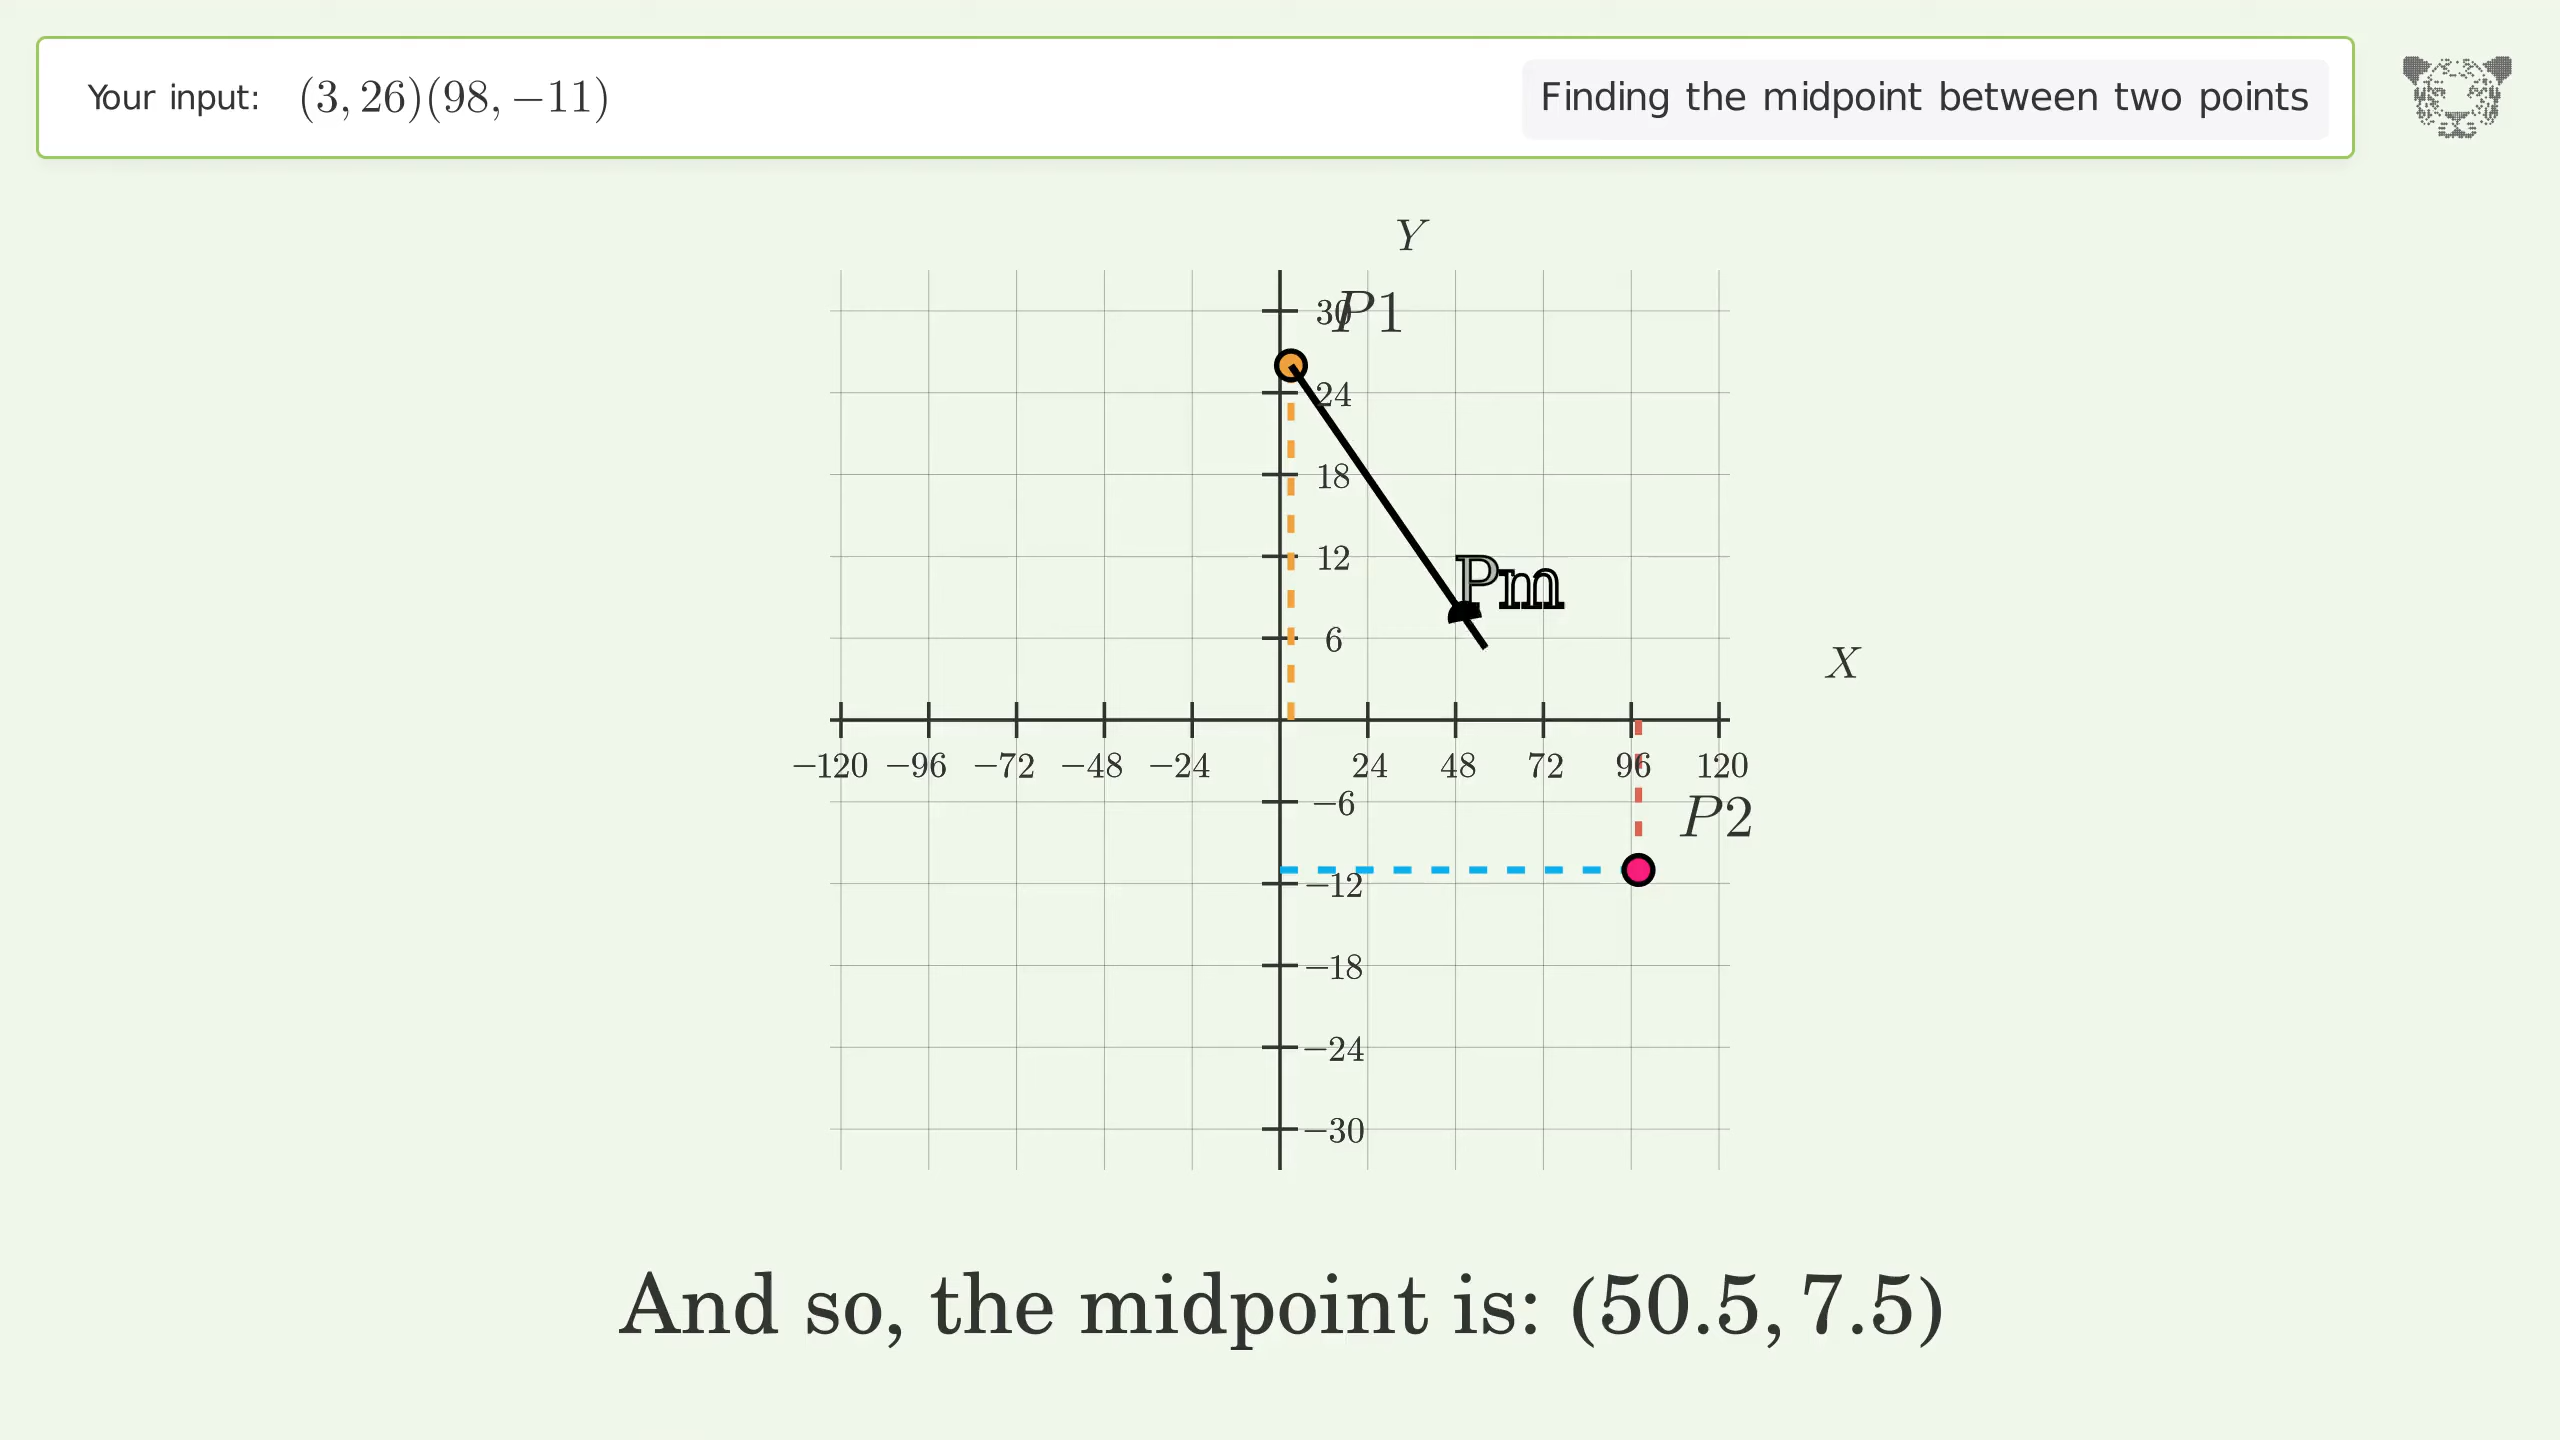 Your input: (3, 26)(98, −11)
Finding the midpoint between two points
Y
P1
30
24
18
12
Pm
6
X
−120 −96 −72 −48 −24 24 48 72 96 120
−6
P2
−12
−18
−24
−30
And so, the midpoint is: (50.5, 7.5)